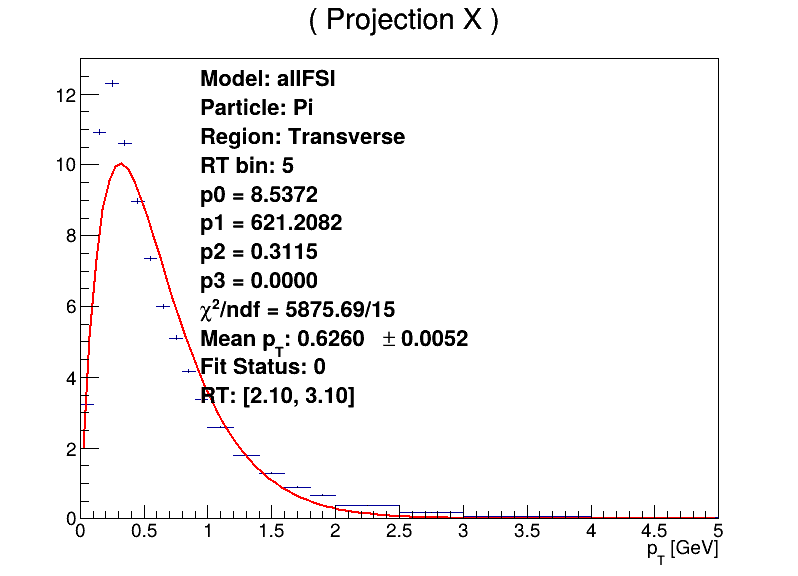 ( Projection X )
Model: allFSI
Particle: Pi
Region: Transverse
RT bin: 5
p0 = 8.5372
p1 = 621.2082
p2 = 0.3115
p3 = 0.0000
χ²/ndf = 5875.69/15
Mean p_T: 0.6260 ± 0.0052
Fit Status: 0
RT: [2.10, 3.10]
12
10
8
6
4
2
0
0 0.5 1 1.5 2 2.5 3 3.5 4 4.5 5
p_T [GeV]